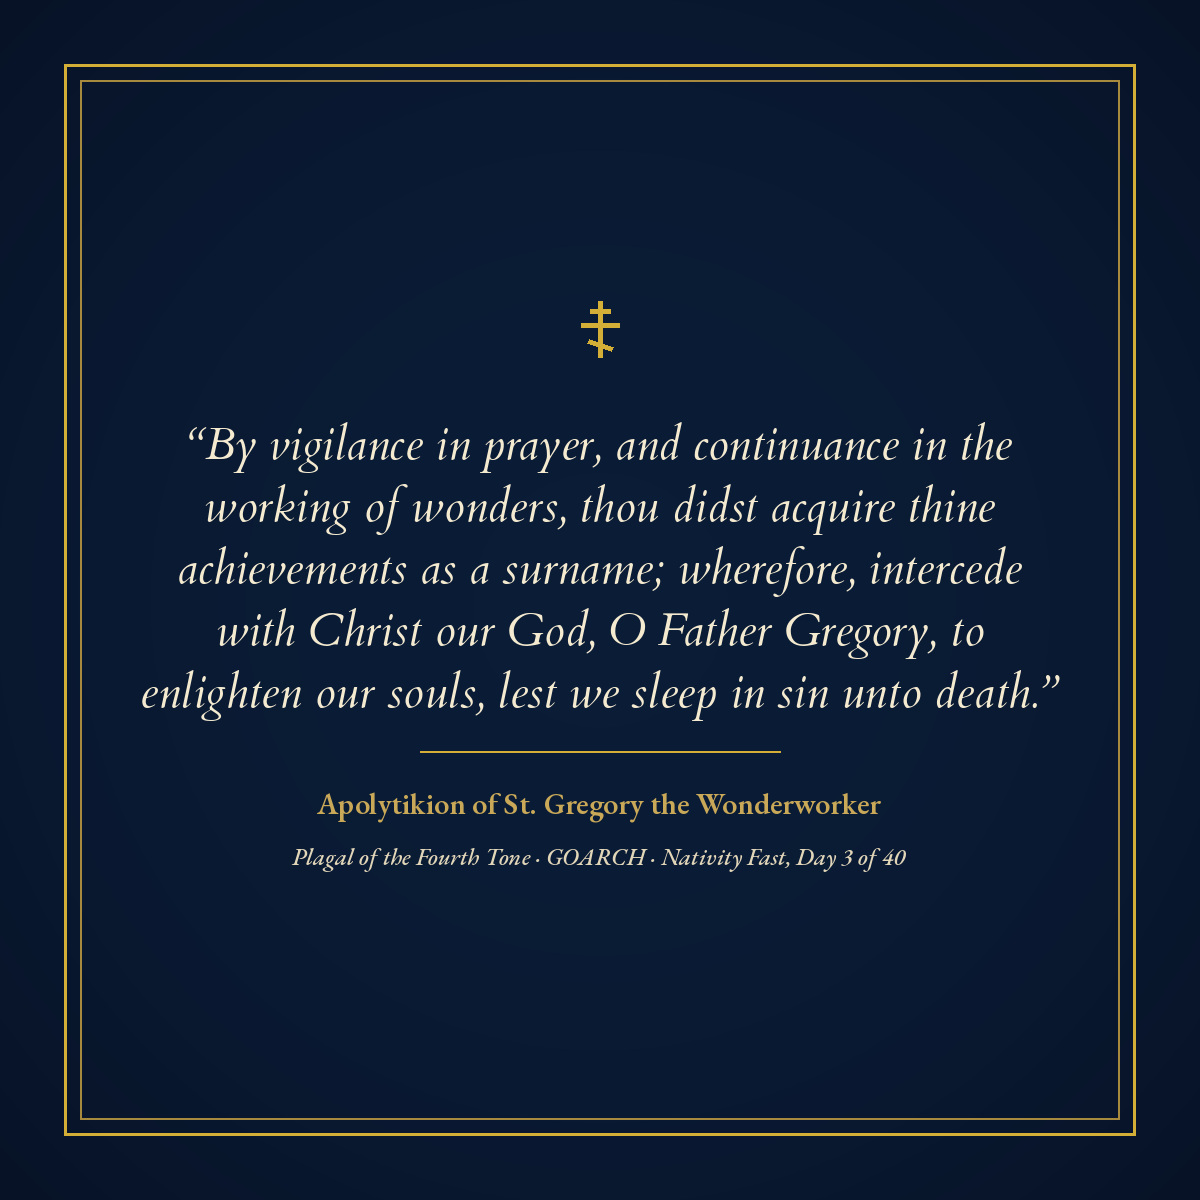 “By vigilance in prayer, and continuance in the
working of wonders, thou didst acquire thine
achievements as a surname; wherefore, intercede
with Christ our God, O Father Gregory, to
enlighten our souls, lest we sleep in sin unto death.”
Apolytikion of St. Gregory the Wonderworker
Plagal of the Fourth Tone · GOARCH · Nativity Fast, Day 3 of 40